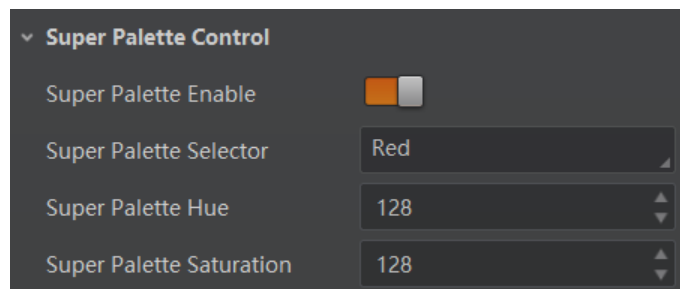 Super Palette Control
Super Palette Enable
Super Palette Selector Red
Super Palette Hue 128
Super Palette Saturation 128